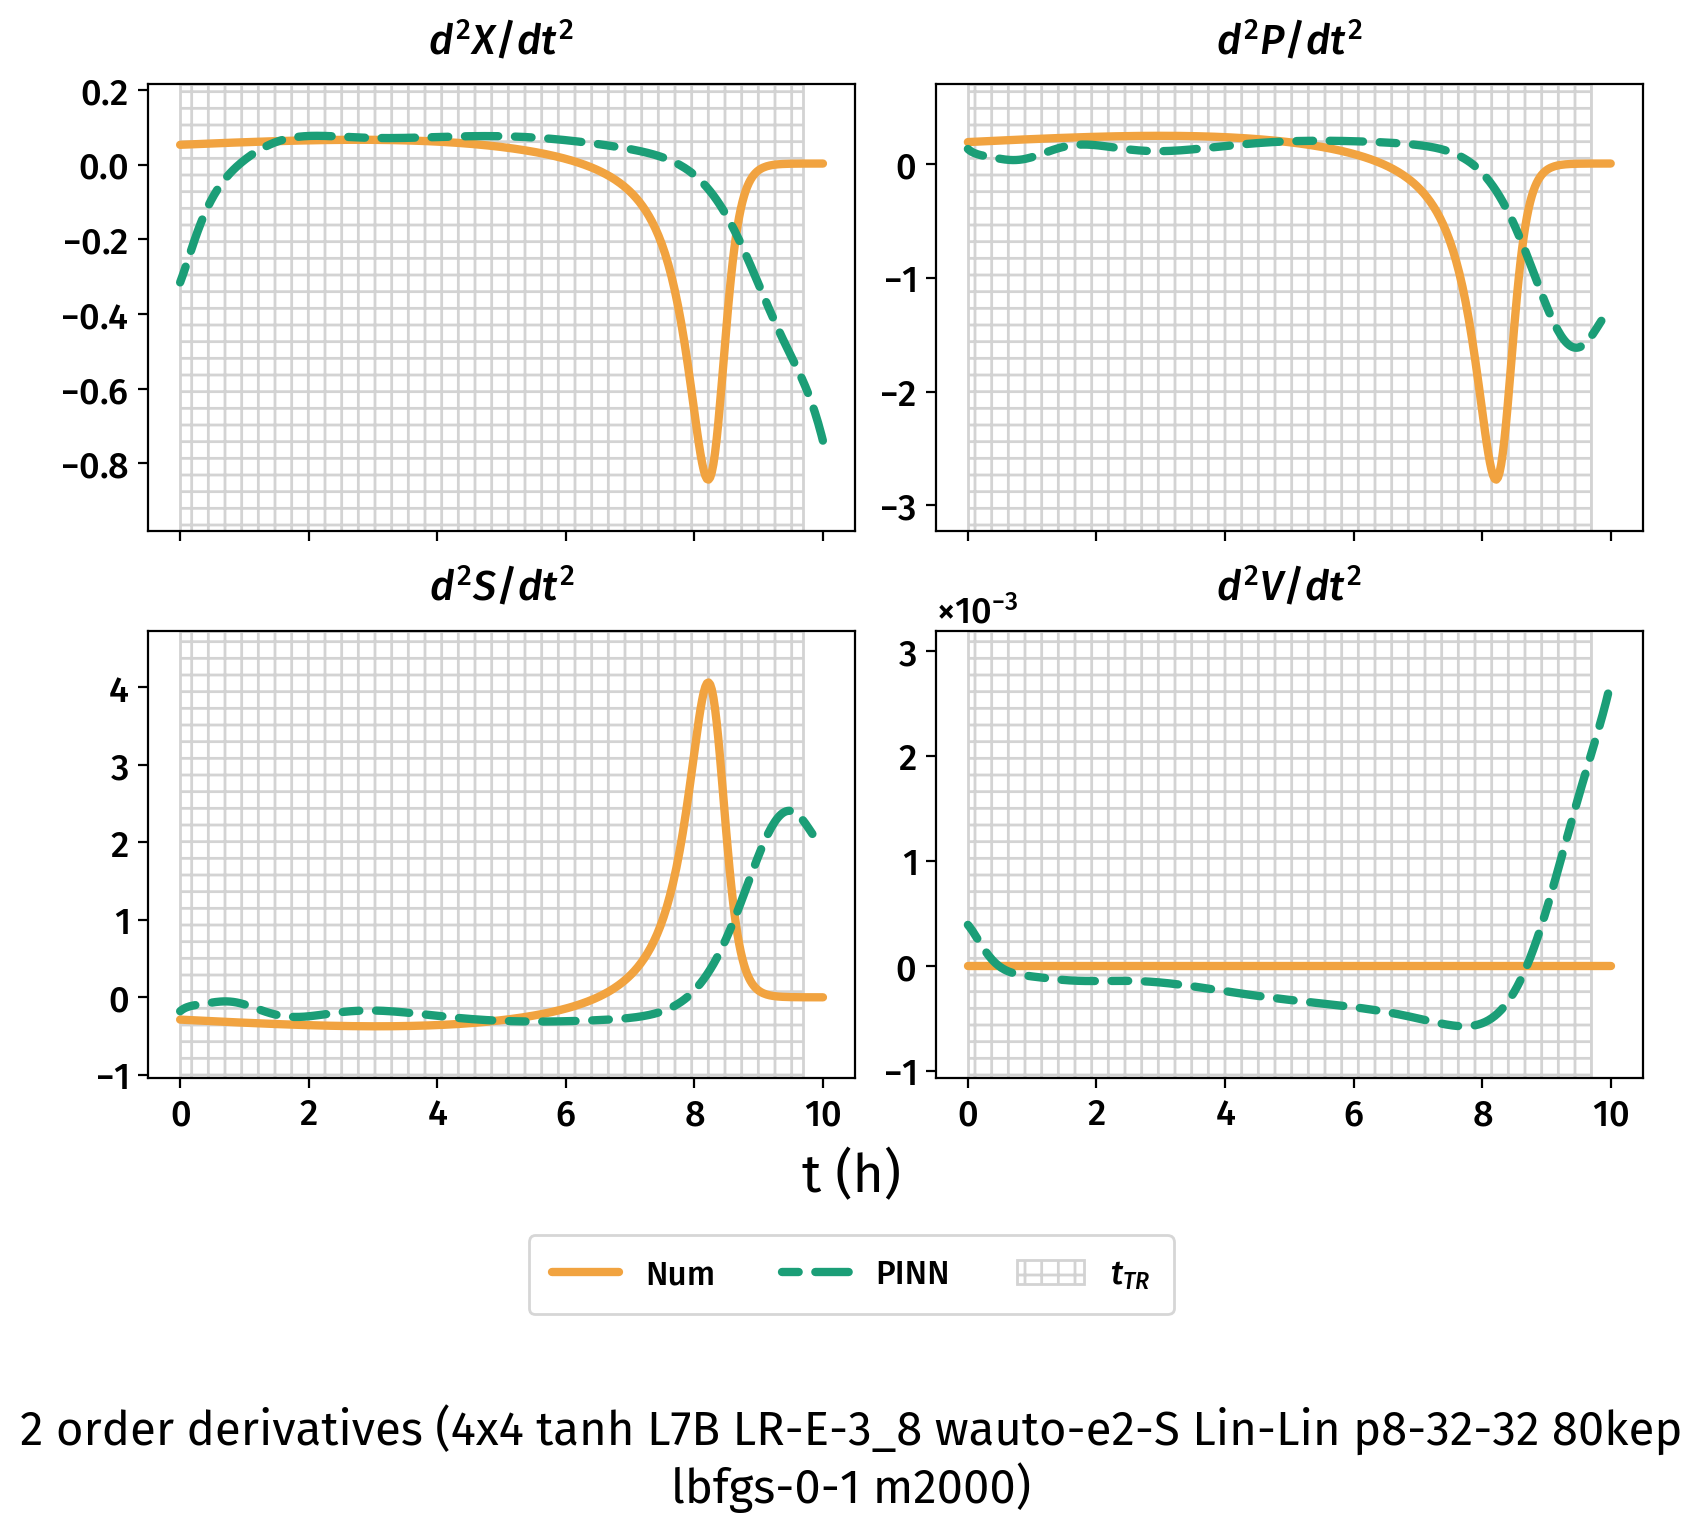 d²X/dt²
d²P/dt²
0.2
0.0
−0.2
−0.4
−0.6
−0.8
0
−1
−2
−3
d²S/dt²
d²V/dt²
×10⁻³
4
3
2
1
0
−1
3
2
1
0
−1
0 2 4 6 8 10
0 2 4 6 8 10
t (h)
Num PINN t_TR
2 order derivatives (4x4 tanh L7B LR-E-3_8 wauto-e2-S Lin-Lin p8-32-32 80kep
lbfgs-0-1 m2000)